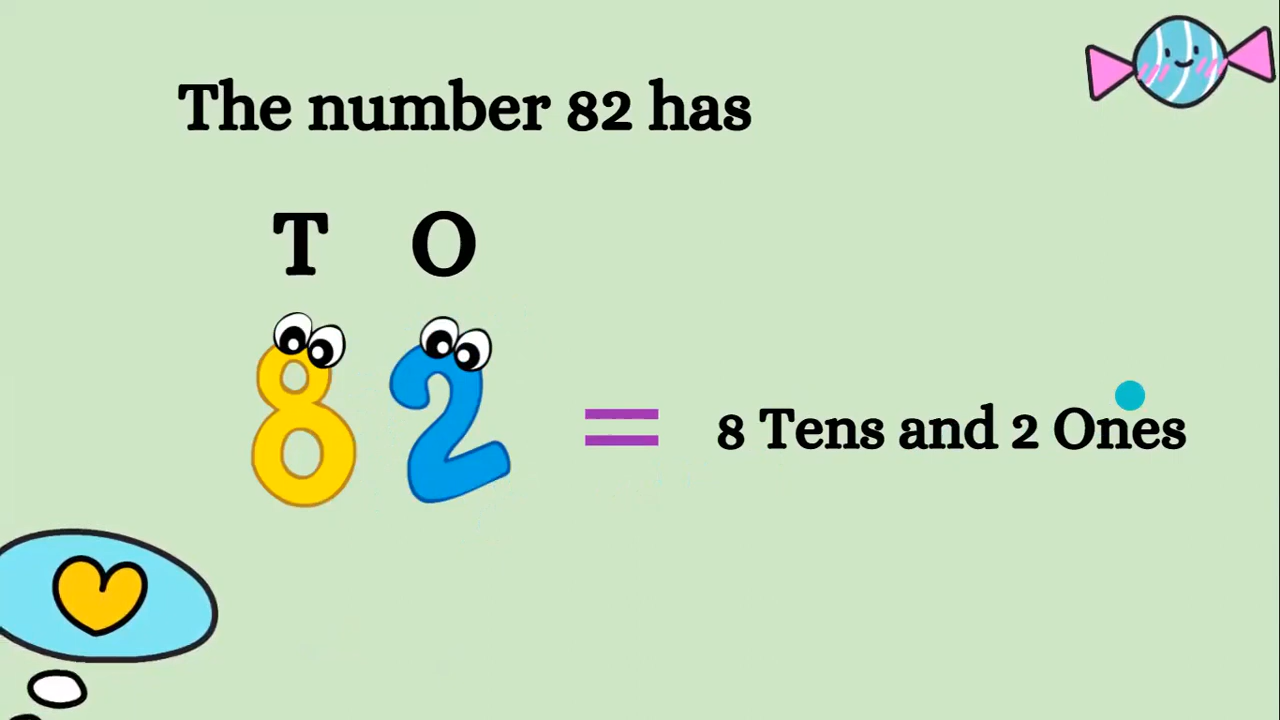 The number 82 has
T O
82 = 8 Tens and 2 Ones